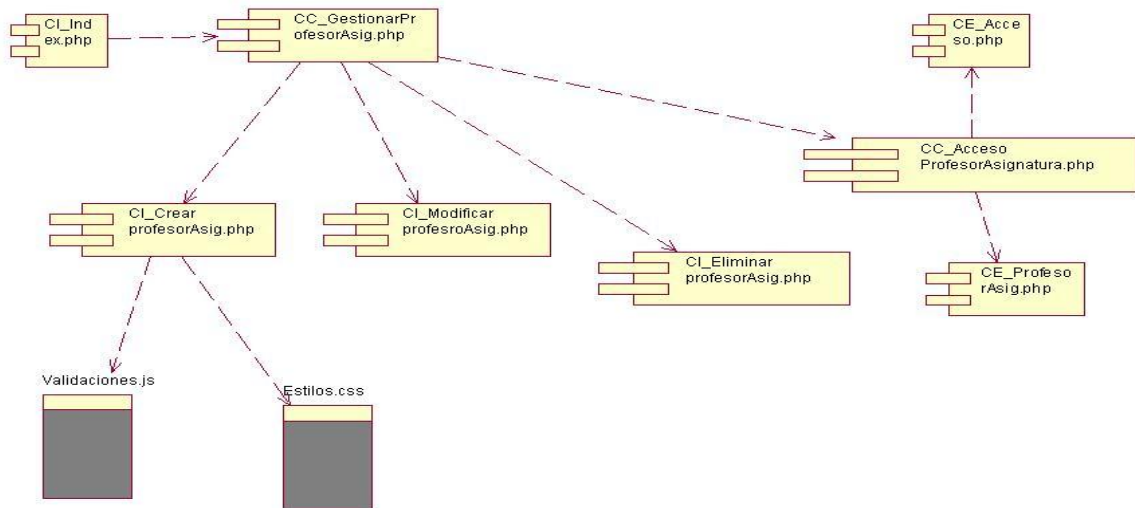 CI_Ind
ex.php
CC_GestionarPr
ofesorAsig.php
CE_Acce
so.php
CC_Acceso
ProfesorAsignatura.php
CI_Crear
profesorAsig.php
CI_Modificar
profesroAsig.php
CI_Eliminar
profesorAsig.php
CE_Profeso
rAsig.php
Validaciones.js
Estilos.css